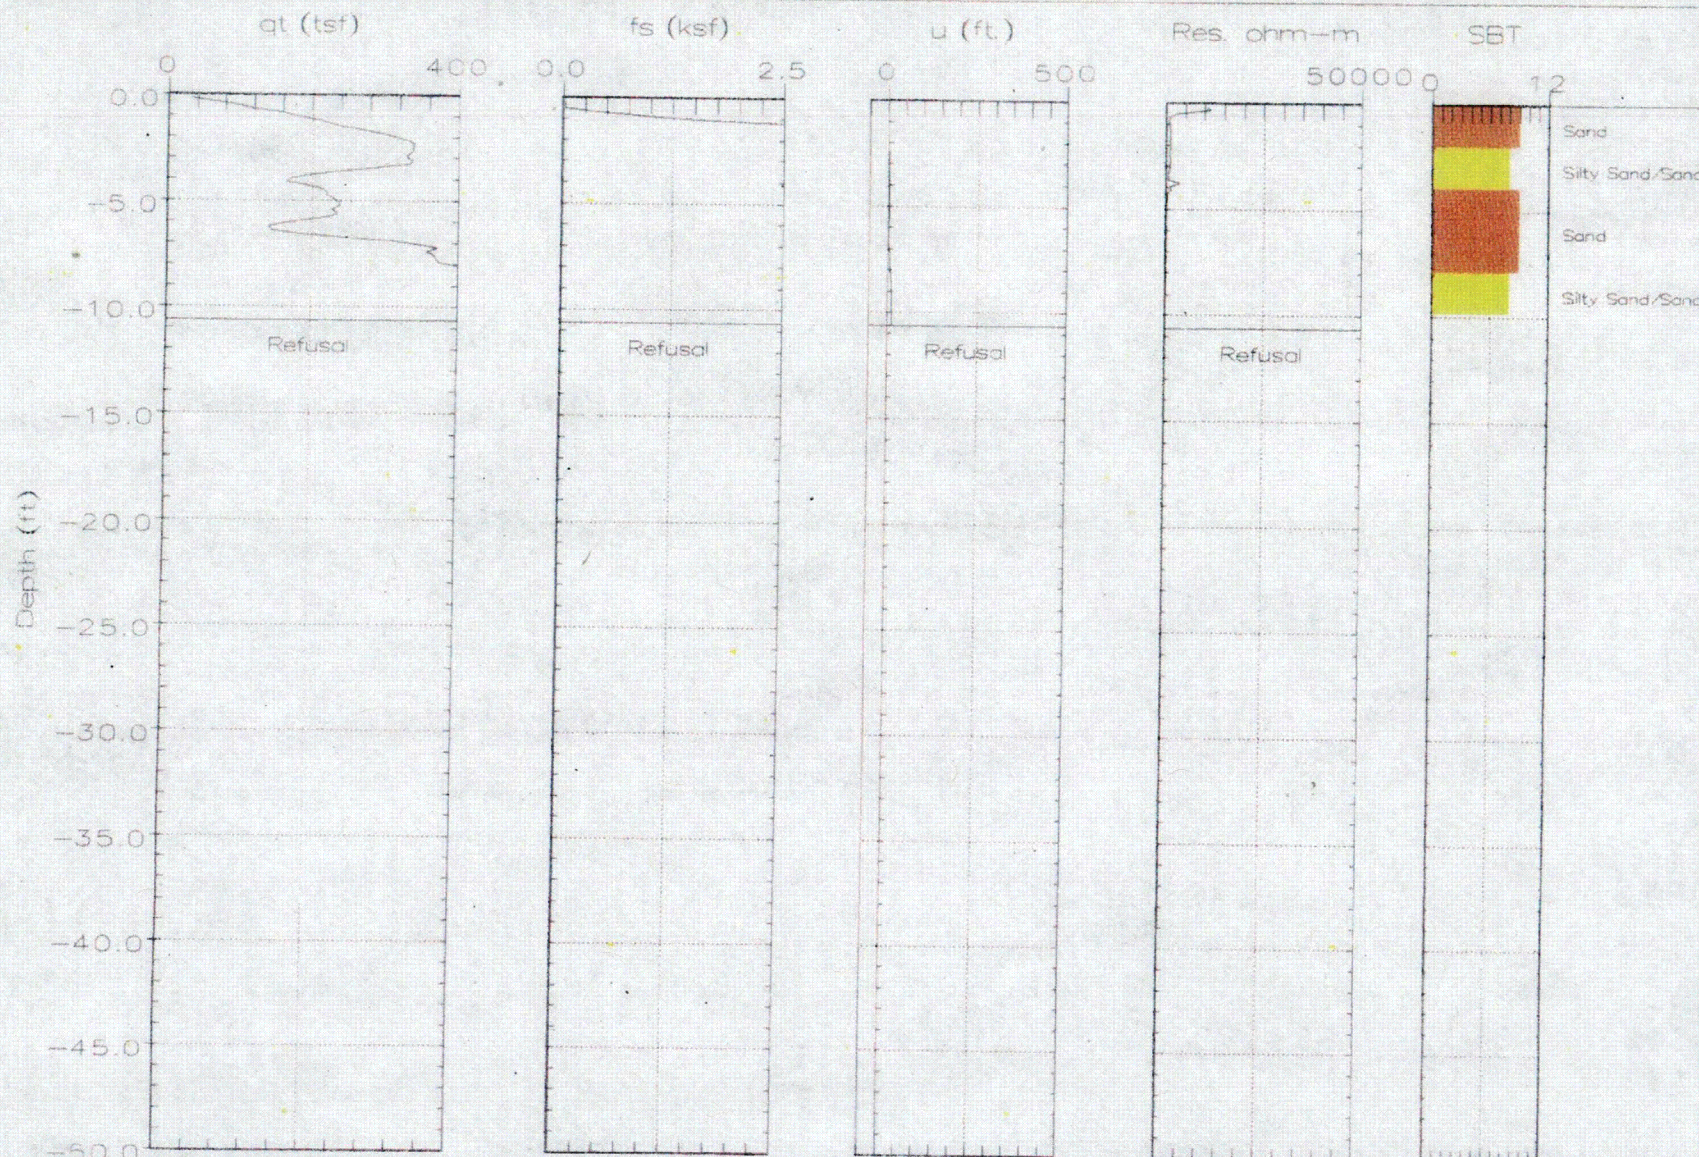 qt (tsf) fs (ksf) u (ft.) Res. ohm-m SBT
0 400 0.0 2.5 0 500 50000 0 12
0.0
Sand
Silty Sand/Sand
-5.0
Sand
Silty Sand/Sand
-10.0
Refusal Refusal Refusal Refusal
-15.0
-20.0
Depth (ft)
-25.0
-30.0
-35.0
-40.0
-45.0
-50.0